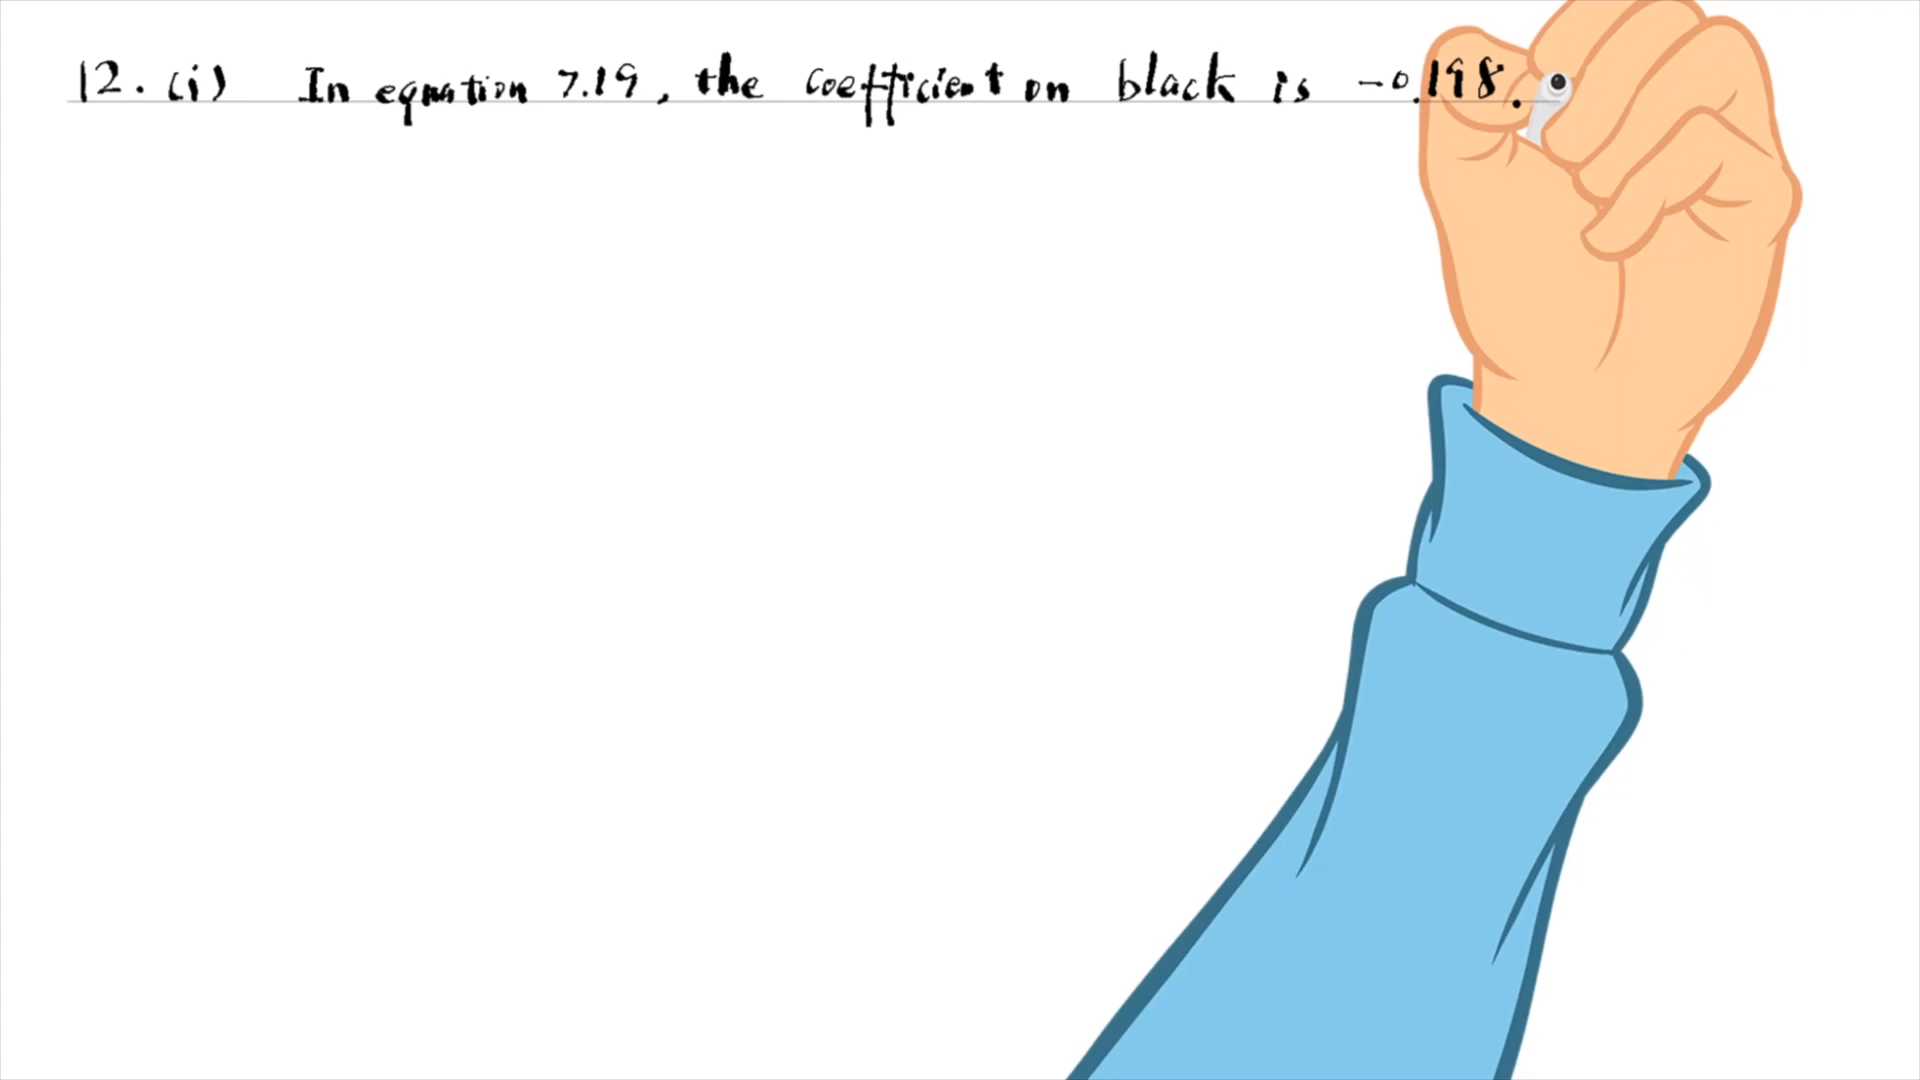 12. (i) In equation 7.19, the coefficient on black is -0.198.